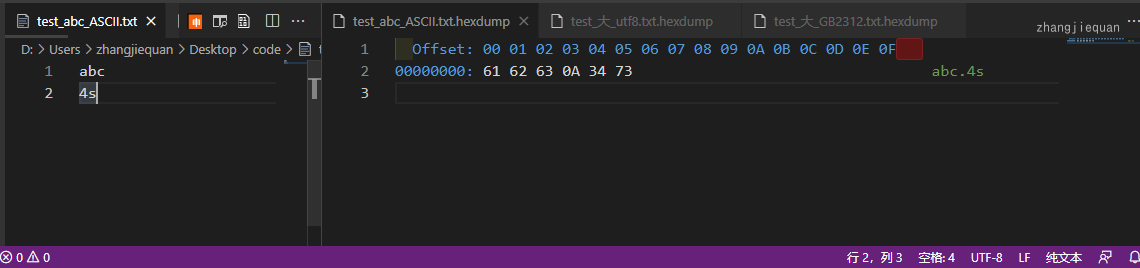 test_abc_ASCII.txt
test_abc_ASCII.txt.hexdump
test_大_utf8.txt.hexdump
test_大_GB2312.txt.hexdump
zhangjiequan
D: > Users > zhangjiequan > Desktop > code > t
1 abc
2 4s
1 Offset: 00 01 02 03 04 05 06 07 08 09 0A 0B 0C 0D 0E 0F
2 00000000: 61 62 63 0A 34 73 abc.4s
3
0 0
行 2，列 3 空格: 4 UTF-8 LF 纯文本